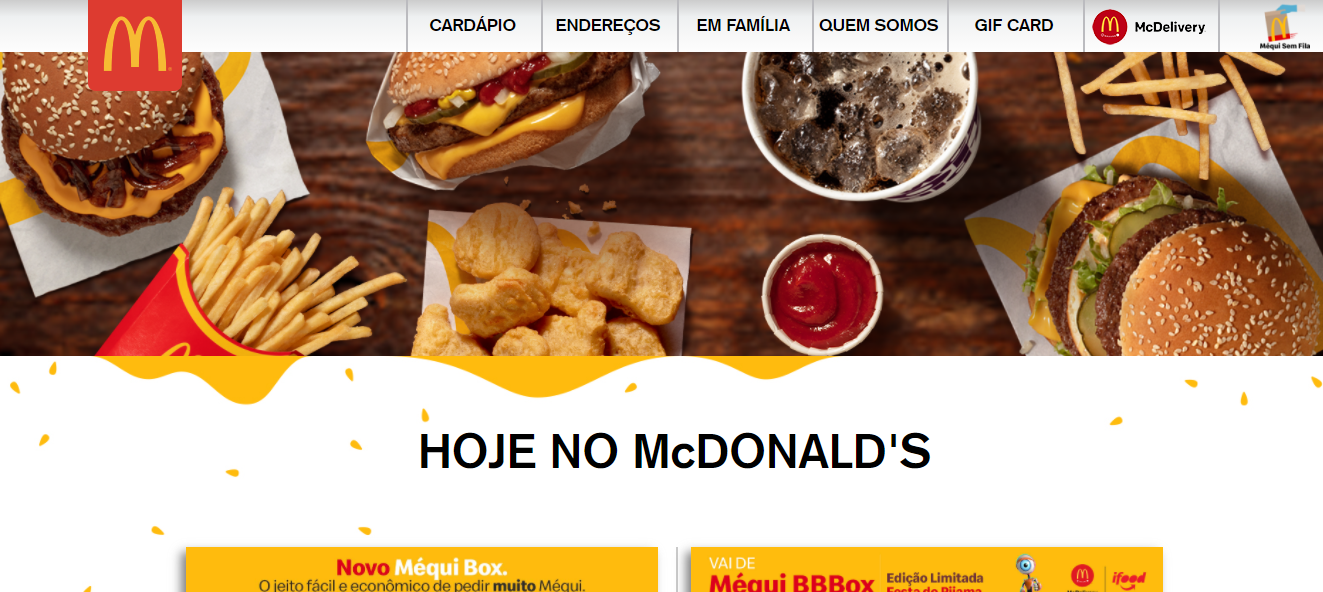 CARDÁPIO
ENDEREÇOS
EM FAMÍLIA
QUEM SOMOS
GIF CARD
McDelivery
Méqui Sem Fila
HOJE NO McDONALD'S
Novo Méqui Box.
O jeito fácil e econômico de pedir muito Méqui.
VAI DE
Méqui BBBox
Edição Limitada
Festa do Pijama
ifood